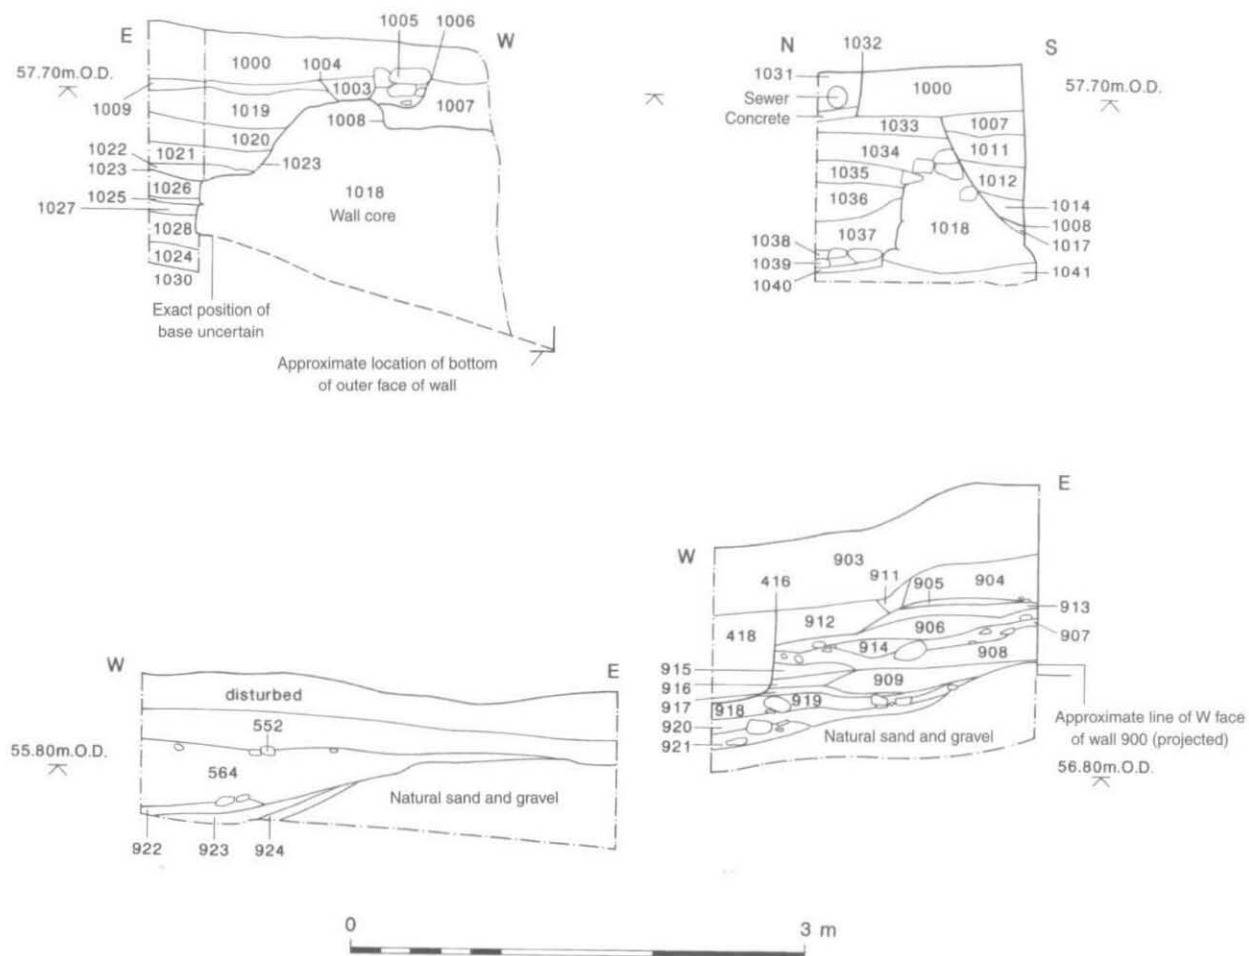 E
W
1005
1006
57.70m.O.D.
1000
1004
1003
1009
1019
1007
1008
1020
1022
1021
1023
1023
1026
1018
Wall core
1025
1027
1028
1024
1030
Exact position of
base uncertain
Approximate location of bottom
of outer face of wall
N
1032
S
1031
57.70m.O.D.
1000
Sewer
Concrete
1033
1007
1034
1011
1035
1012
1036
1014
1018
1008
1037
1017
1038
1039
1041
1040
W
E
disturbed
552
55.80m.O.D.
564
Natural sand and gravel
922
923
924
E
W
903
911
416
905
904
913
912
906
907
418
914
908
915
909
916
917
918
919
920
921
Natural sand and gravel
Approximate line of W face
of wall 900 (projected)
56.80m.O.D.
0
3 m